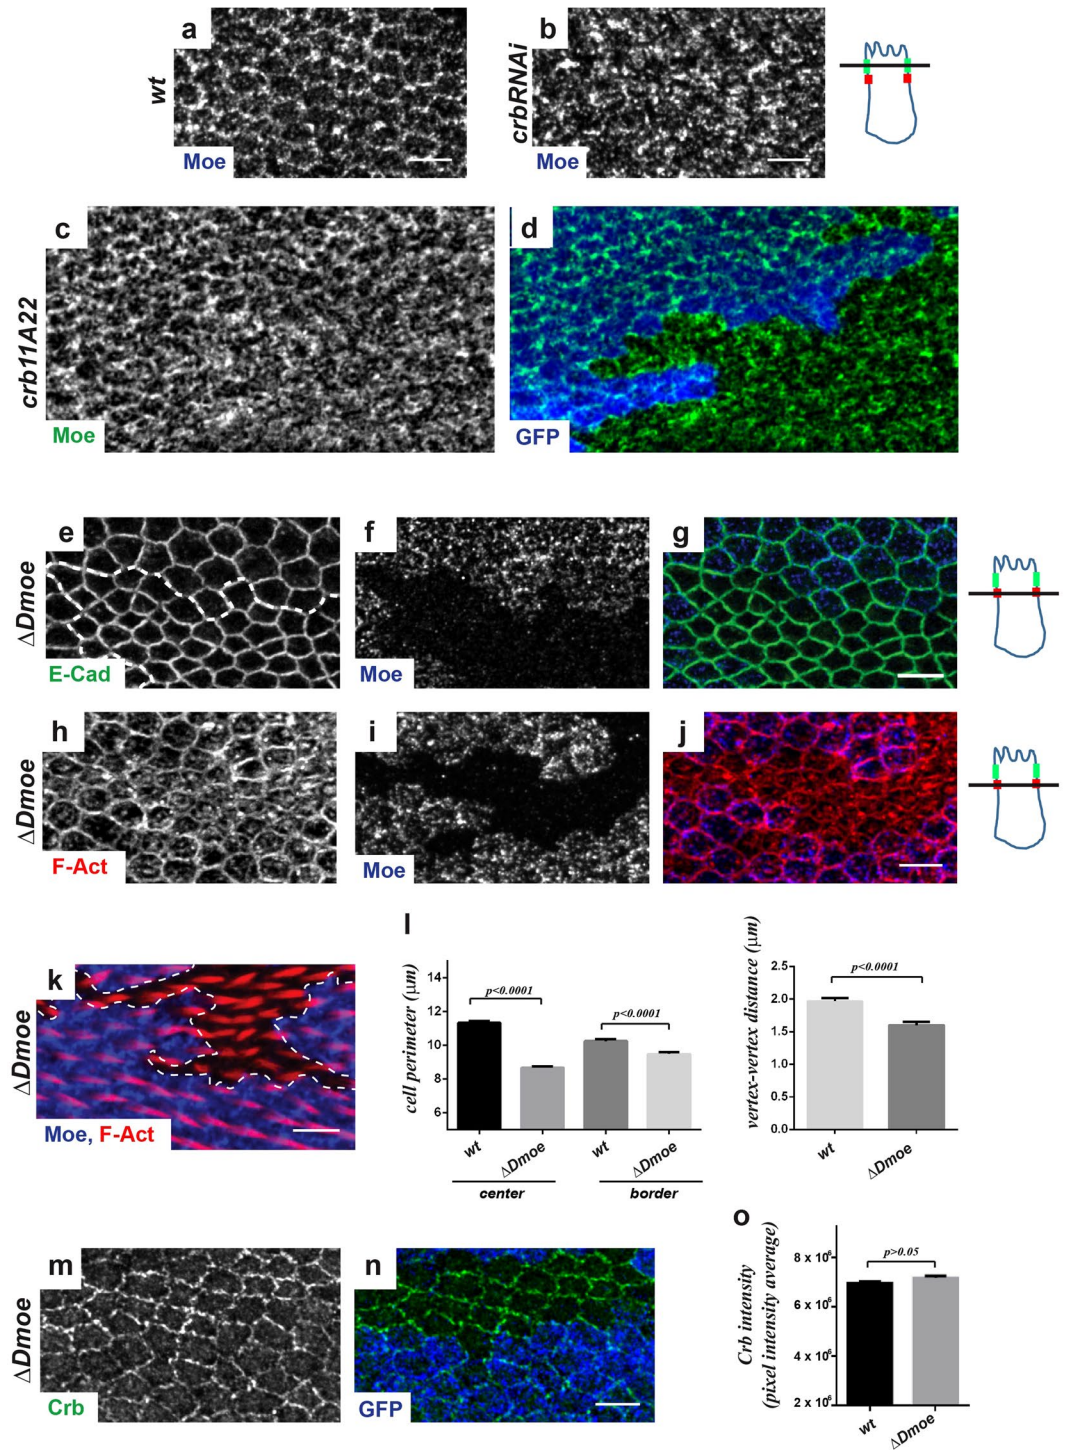 a
b
wt
crbRNAi
Moe
Moe
c
d
crb11A22
Moe
GFP
e
f
g
ΔDmoe
E-Cad
Moe
h
i
j
ΔDmoe
F-Act
Moe
k
ΔDmoe
Moe, F-Act
l
cell perimeter (μm)
14
12
10
8
6
p<0.0001
p<0.0001
wt
ΔDmoe
wt
ΔDmoe
center
border
vertex-vertex distance (μm)
2.5
2.0
1.5
1.0
0.5
0.0
p<0.0001
wt
ΔDmoe
m
n
ΔDmoe
Crb
GFP
o
Crb intensity
(pixel intensity average)
8 x 10⁶
6 x 10⁶
4 x 10⁶
2 x 10⁶
p>0.05
wt
ΔDmoe